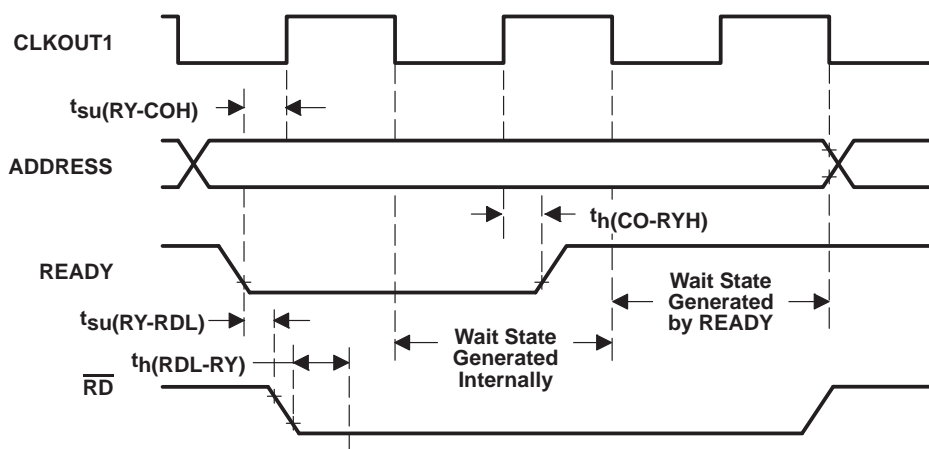 CLKOUT1
tsu(RY-COH)
ADDRESS
th(CO-RYH)
READY
Wait State
Generated
by READY
tsu(RY-RDL)
Wait State
Generated
Internally
th(RDL-RY)
RD